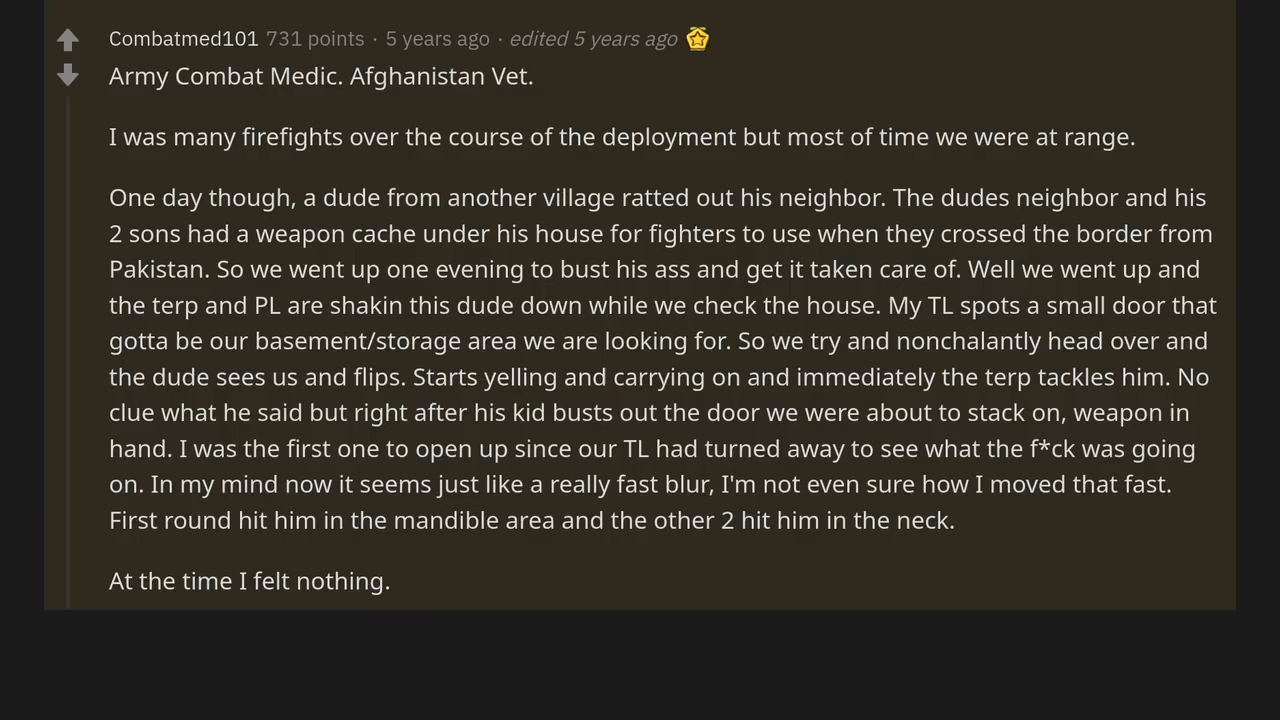 Combatmed101 731 points · 5 years ago · edited 5 years ago
Army Combat Medic. Afghanistan Vet.
I was many firefights over the course of the deployment but most of time we were at range.
One day though, a dude from another village ratted out his neighbor. The dudes neighbor and his
2 sons had a weapon cache under his house for fighters to use when they crossed the border from
Pakistan. So we went up one evening to bust his ass and get it taken care of. Well we went up and
the terp and PL are shakin this dude down while we check the house. My TL spots a small door that
gotta be our basement/storage area we are looking for. So we try and nonchalantly head over and
the dude sees us and flips. Starts yelling and carrying on and immediately the terp tackles him. No
clue what he said but right after his kid busts out the door we were about to stack on, weapon in
hand. I was the first one to open up since our TL had turned away to see what the f*ck was going
on. In my mind now it seems just like a really fast blur, I'm not even sure how I moved that fast.
First round hit him in the mandible area and the other 2 hit him in the neck.
At the time I felt nothing.